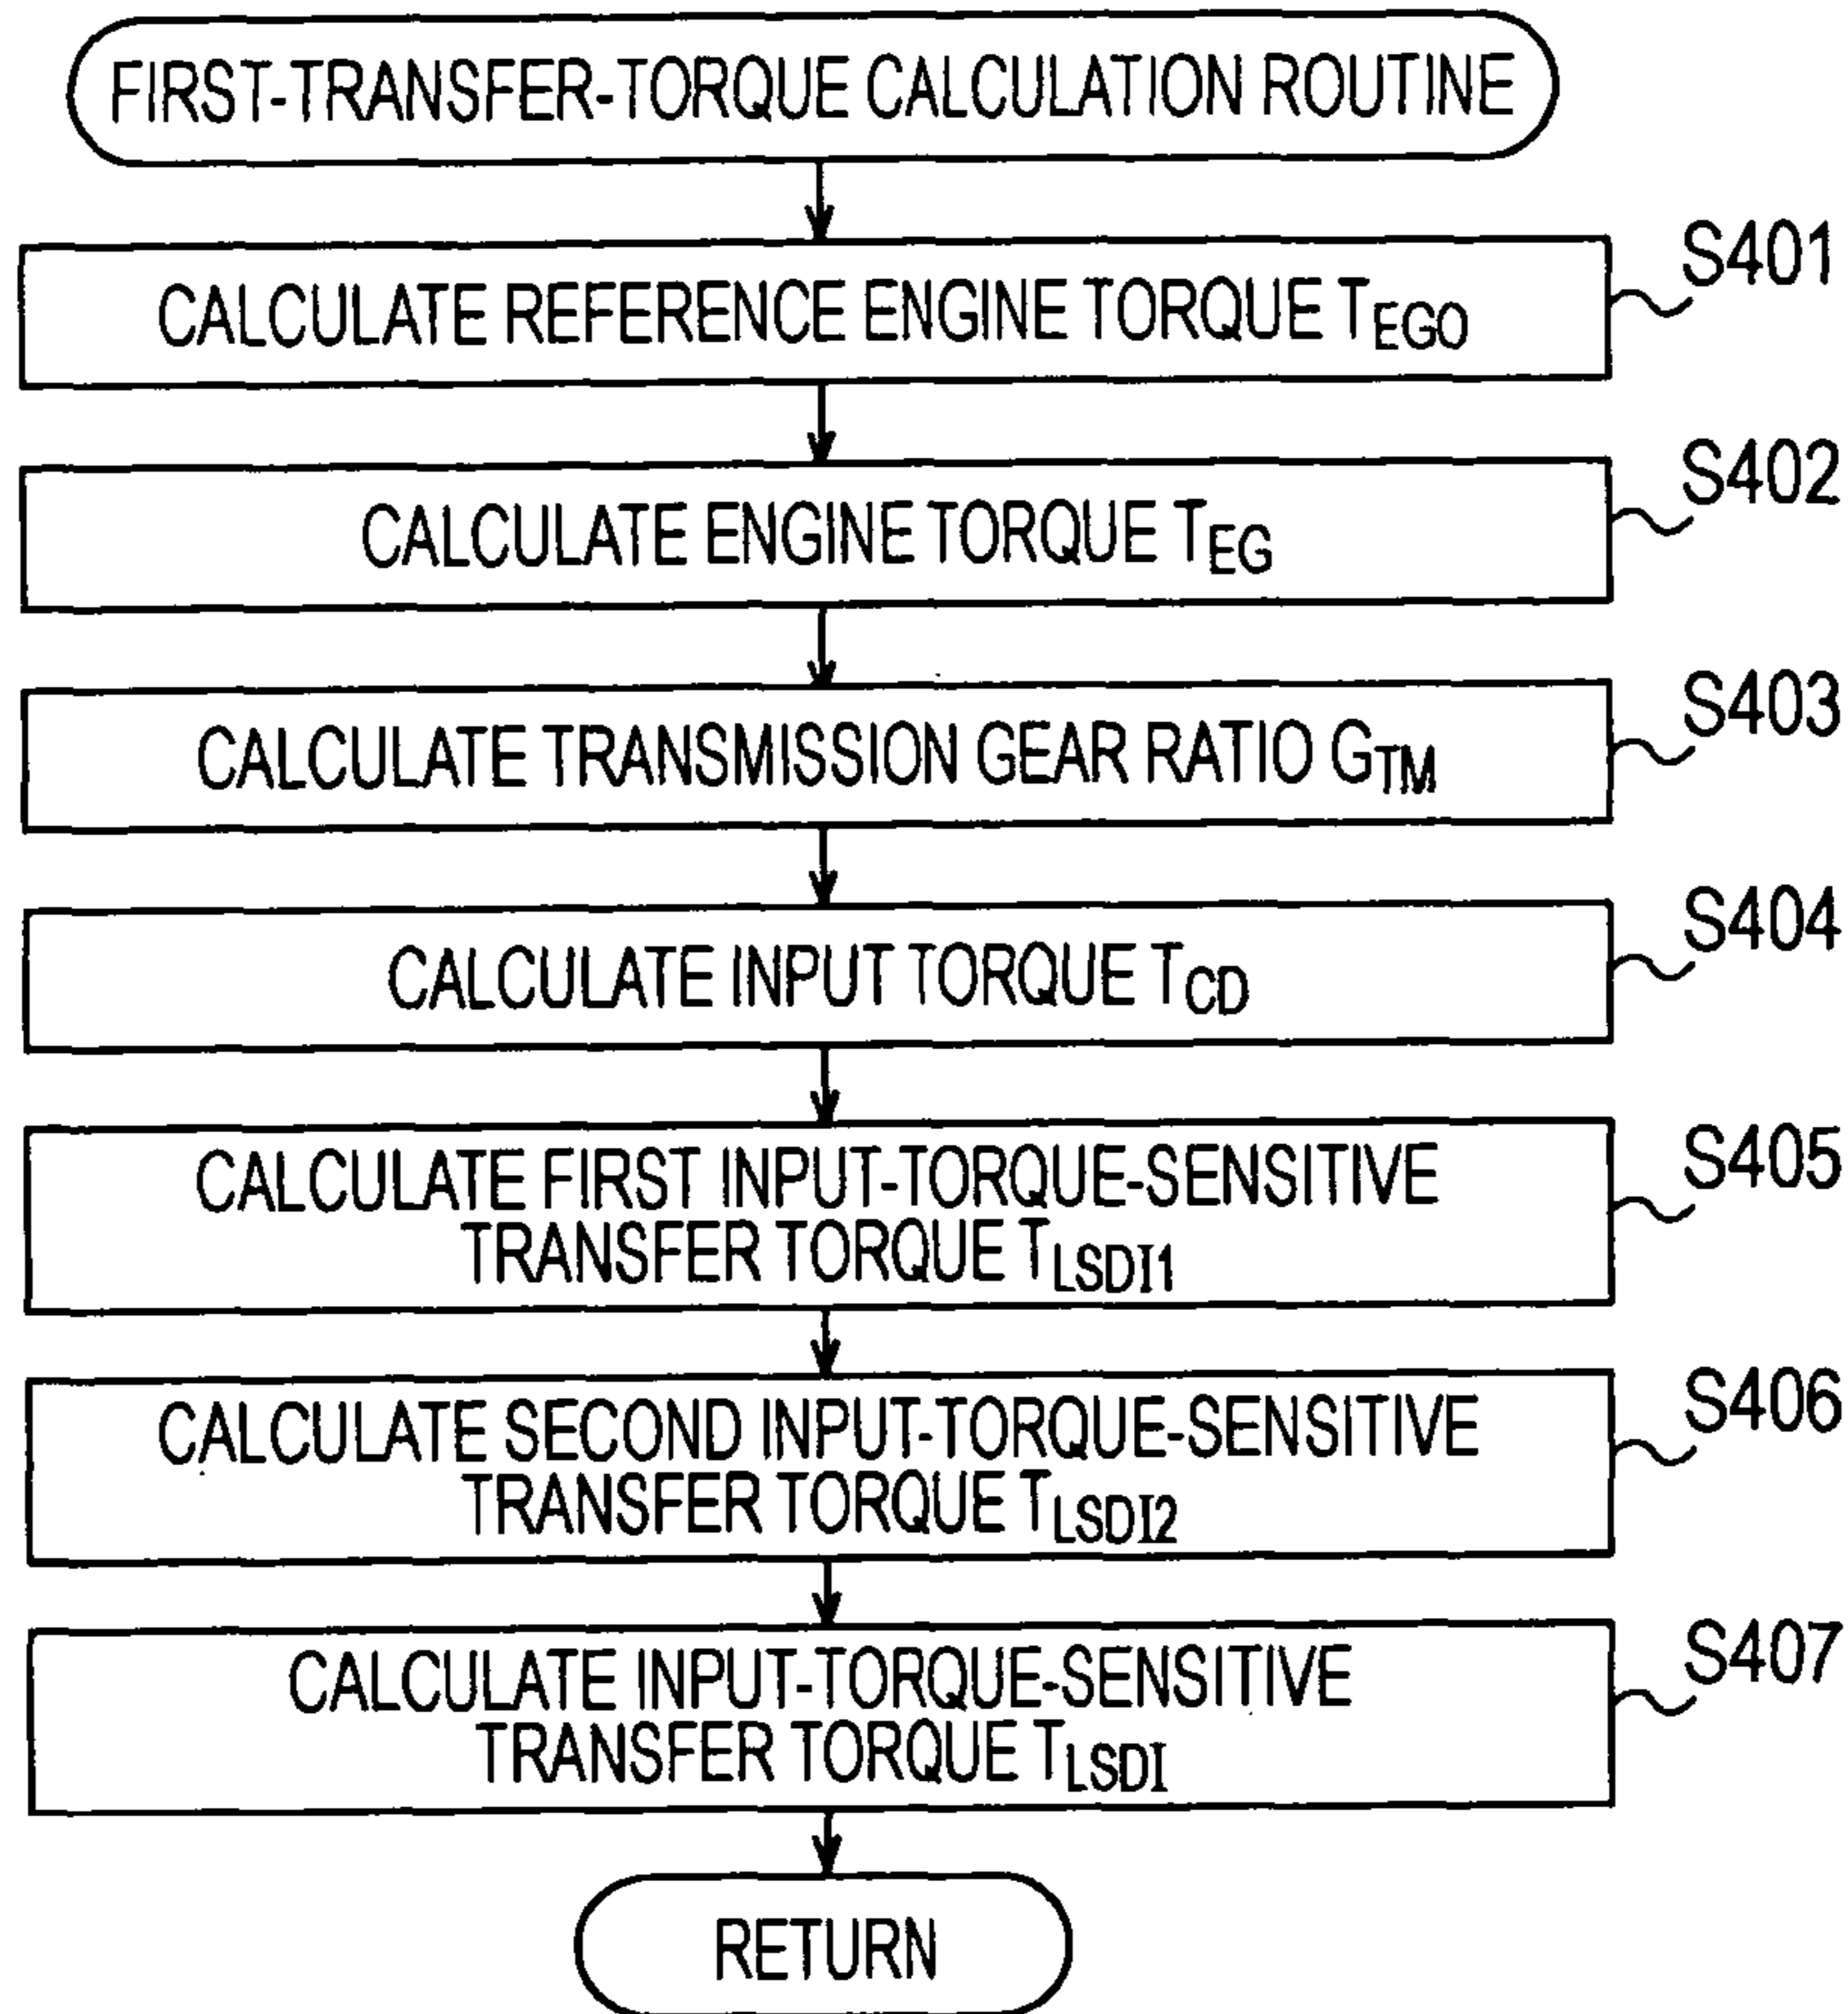 FIRST-TRANSFER-TORQUE CALCULATION ROUTINE
CALCULATE REFERENCE ENGINE TORQUE TEGO
S401
CALCULATE ENGINE TORQUE TEG
S402
CALCULATE TRANSMISSION GEAR RATIO GTM
S403
CALCULATE INPUT TORQUE TCD
S404
CALCULATE FIRST INPUT-TORQUE-SENSITIVE
TRANSFER TORQUE TLSDI1
S405
CALCULATE SECOND INPUT-TORQUE-SENSITIVE
TRANSFER TORQUE TLSDI2
S406
CALCULATE INPUT-TORQUE-SENSITIVE
TRANSFER TORQUE TLSDI
S407
RETURN